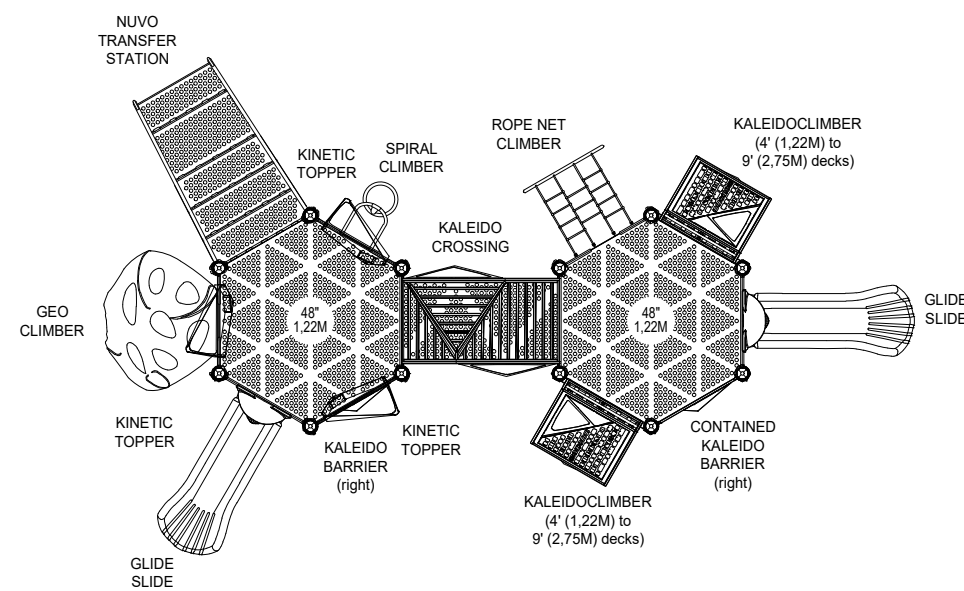 NUVO
TRANSFER
STATION
KINETIC
TOPPER
SPIRAL
CLIMBER
ROPE NET
CLIMBER
KALEIDOCLIMBER
(4' (1,22M) to
9' (2,75M) decks)
KALEIDO
CROSSING
GEO
CLIMBER
48"
1,22M
48"
1,22M
GLIDE
SLIDE
KINETIC
TOPPER
KALEIDO
BARRIER
(right)
KINETIC
TOPPER
CONTAINED
KALEIDO
BARRIER
(right)
KALEIDOCLIMBER
(4' (1,22M) to
9' (2,75M) decks)
GLIDE
SLIDE